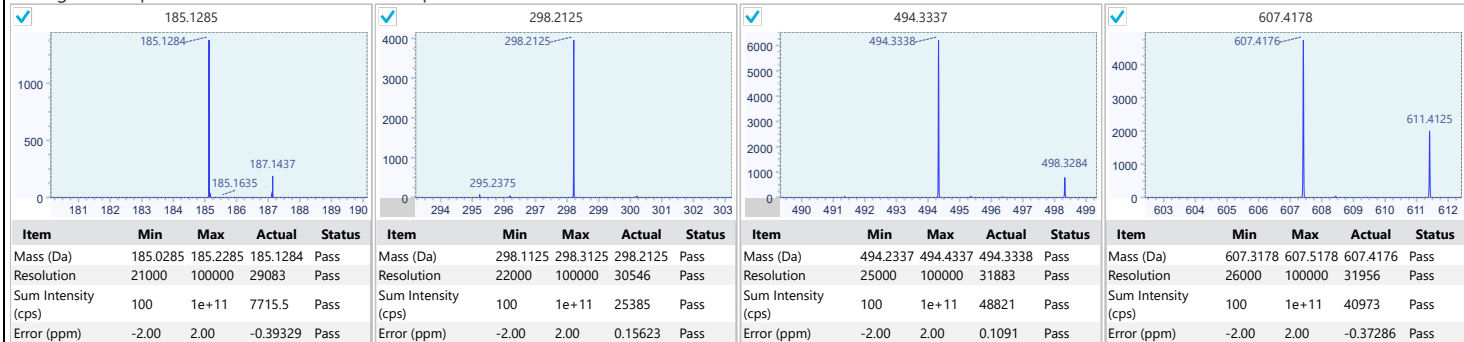 185.1285
185.1284
1000
500
0
185.1635
187.1437
181 182 183 184 185 186 187 188 189 190
Item Min Max Actual Status
Mass (Da) 185.0285 185.2285 185.1284 Pass
Resolution 21000 100000 29083 Pass
Sum Intensity
(cps) 100 1e+11 7715.5 Pass
Error (ppm) -2.00 2.00 -0.39329 Pass
298.2125
298.2125
4000
3000
2000
1000
0
295.2375
294 295 296 297 298 299 300 301 302 303
Item Min Max Actual Status
Mass (Da) 298.1125 298.3125 298.2125 Pass
Resolution 22000 100000 30546 Pass
Sum Intensity
(cps) 100 1e+11 25385 Pass
Error (ppm) -2.00 2.00 0.15623 Pass
494.3337
494.3338
6000
5000
4000
3000
2000
1000
0
498.3284
490 491 492 493 494 495 496 497 498 499
Item Min Max Actual Status
Mass (Da) 494.2337 494.4337 494.3338 Pass
Resolution 25000 100000 31883 Pass
Sum Intensity
(cps) 100 1e+11 48821 Pass
Error (ppm) -2.00 2.00 0.1091 Pass
607.4178
607.4176
4000
3000
2000
1000
0
611.4125
603 604 605 606 607 608 609 610 611 612
Item Min Max Actual Status
Mass (Da) 607.3178 607.5178 607.4176 Pass
Resolution 26000 100000 31956 Pass
Sum Intensity
(cps) 100 1e+11 40973 Pass
Error (ppm) -2.00 2.00 -0.37286 Pass